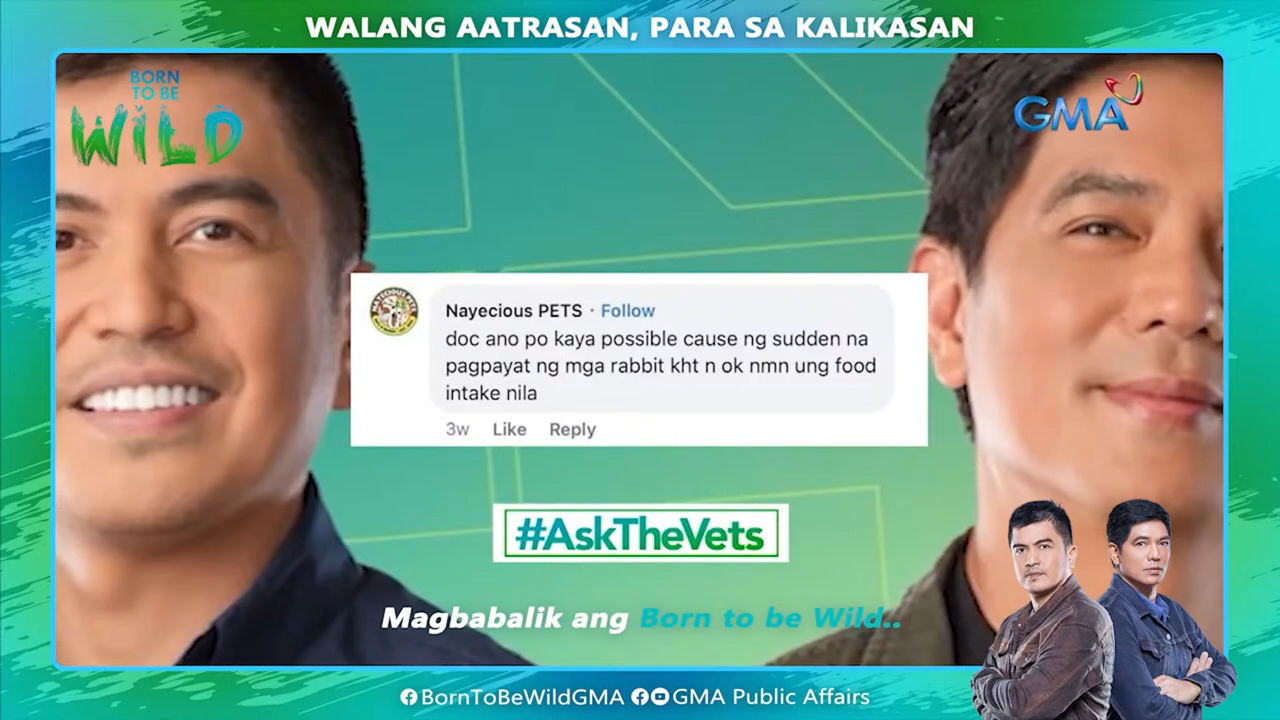 WALANG AATRASAN, PARA SA KALIKASAN
BORN
TO BE
WILD
GMA
Nayecious PETS · Follow
doc ano po kaya possible cause ng sudden na
pagpayat ng mga rabbit kht n ok nmn ung food
intake nila
3w Like Reply
#AskTheVets
Magbabalik ang Born to be Wild..
BornToBeWildGMA GMA Public Affairs